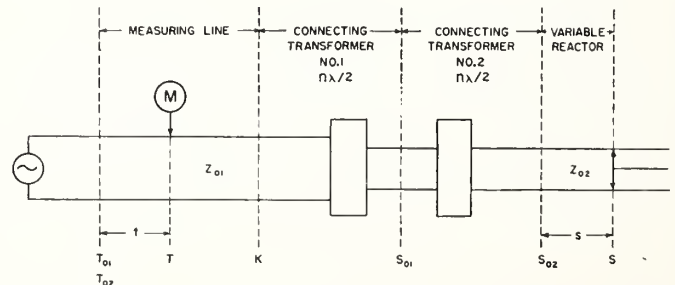 MEASURING LINE
CONNECTING
TRANSFORMER
NO.1
nλ/2
CONNECTING
TRANSFORMER
NO.2
nλ/2
VARIABLE
REACTOR
M
Z₀₁
Z₀₂
t
s
T₀₁
T₀₂
T
K
S₀₁
S₀₂
S